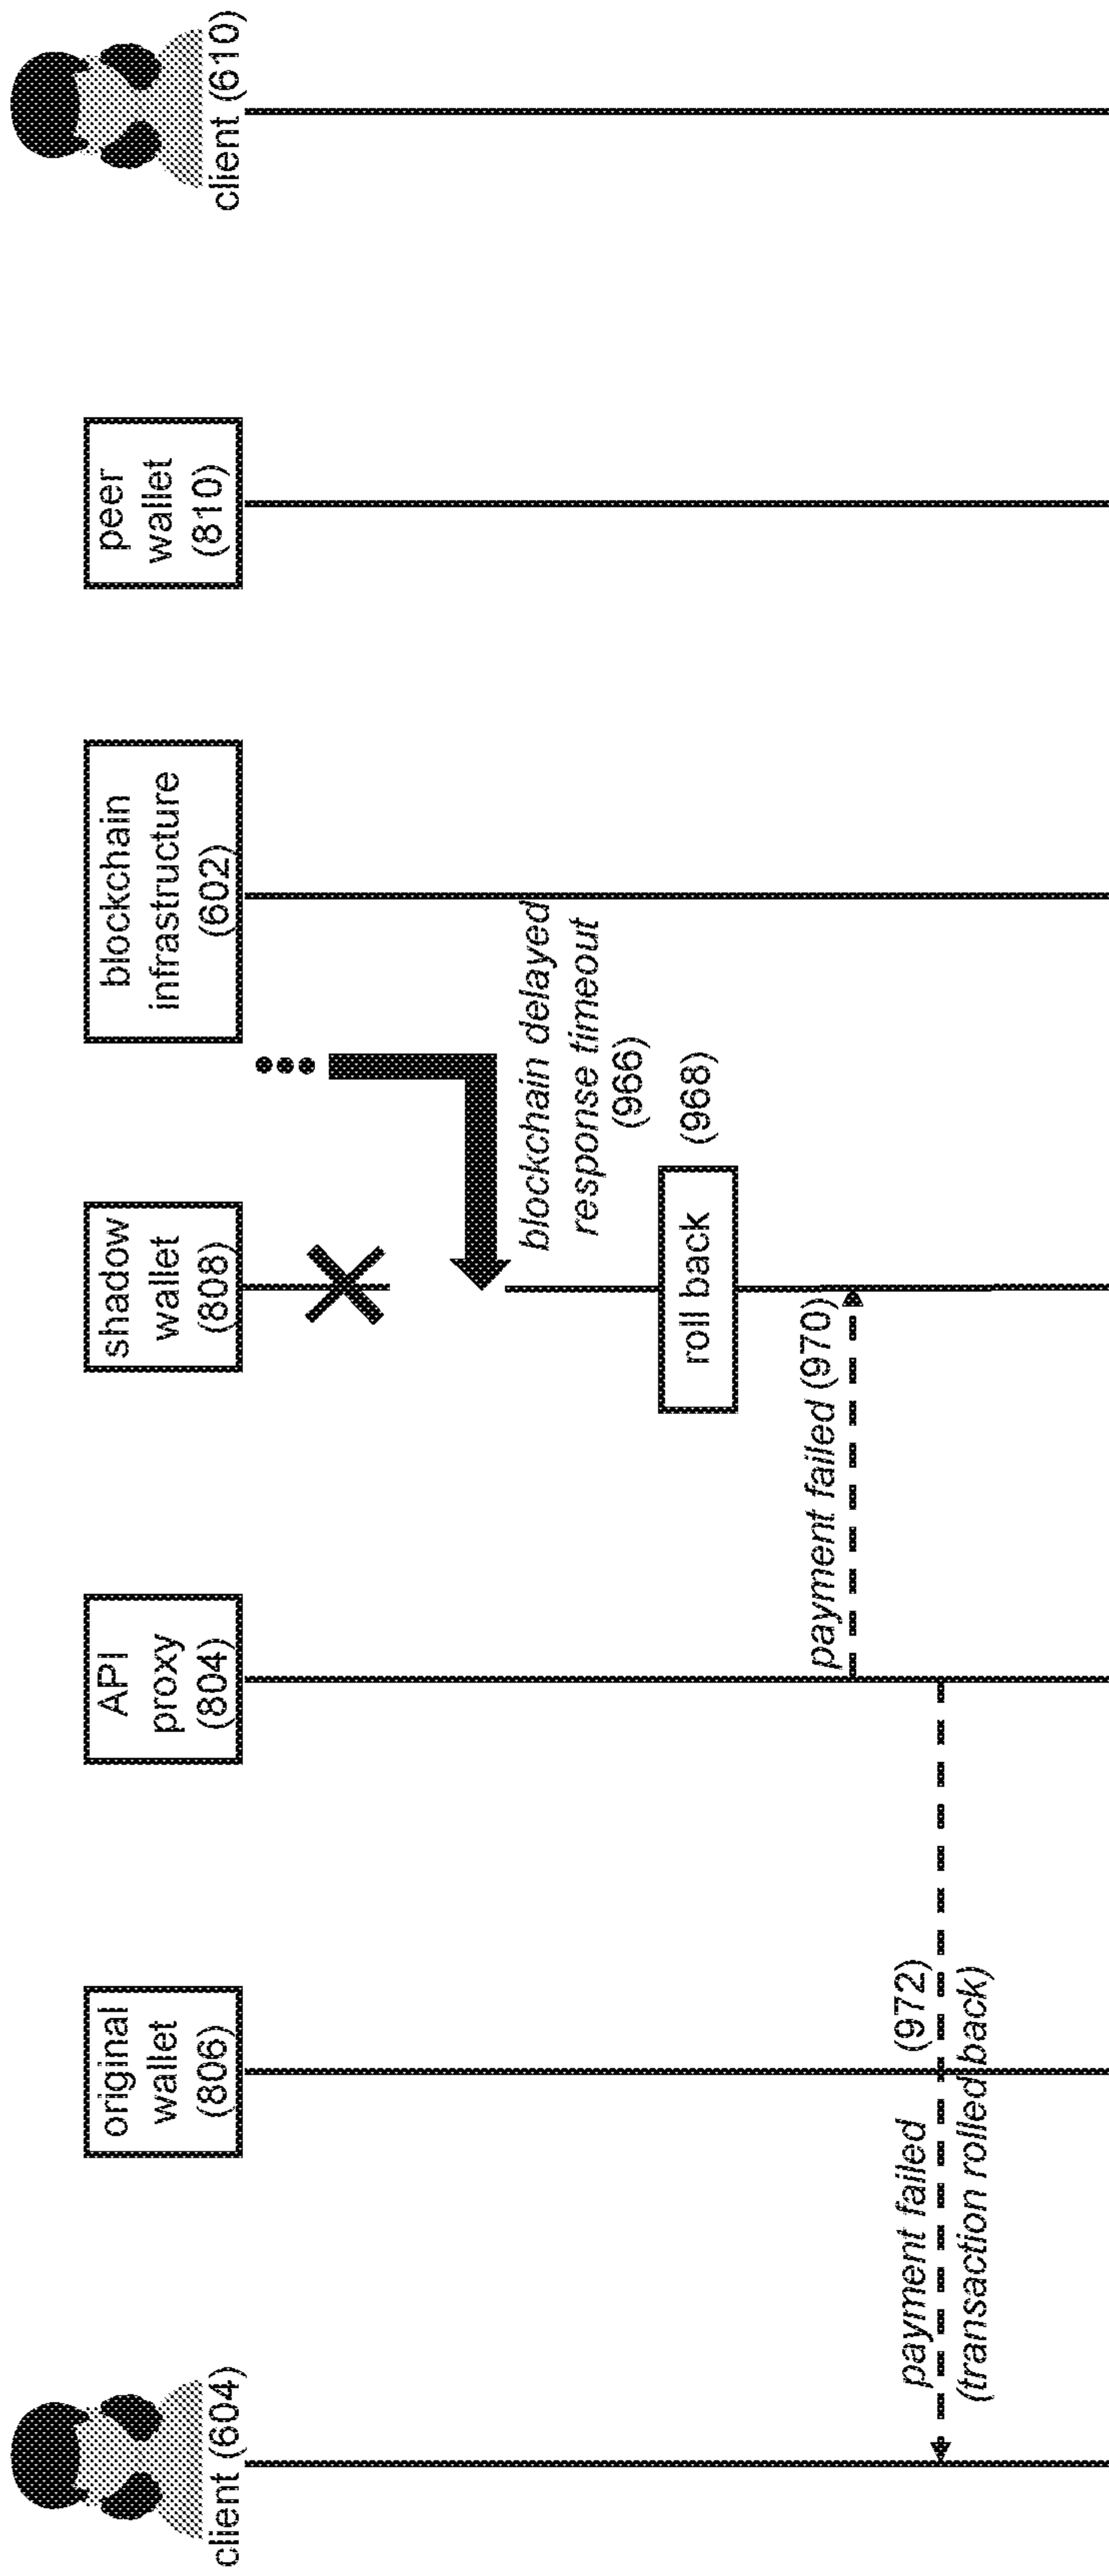 client (604)
original
wallet
(806)
API
proxy
(804)
shadow
wallet
(808)
blockchain
infrastructure
(602)
peer
wallet
(810)
client (610)
blockchain delayed
response timeout
(966)
roll back
(968)
payment failed (970)
payment failed (972)
(transaction rolled back)